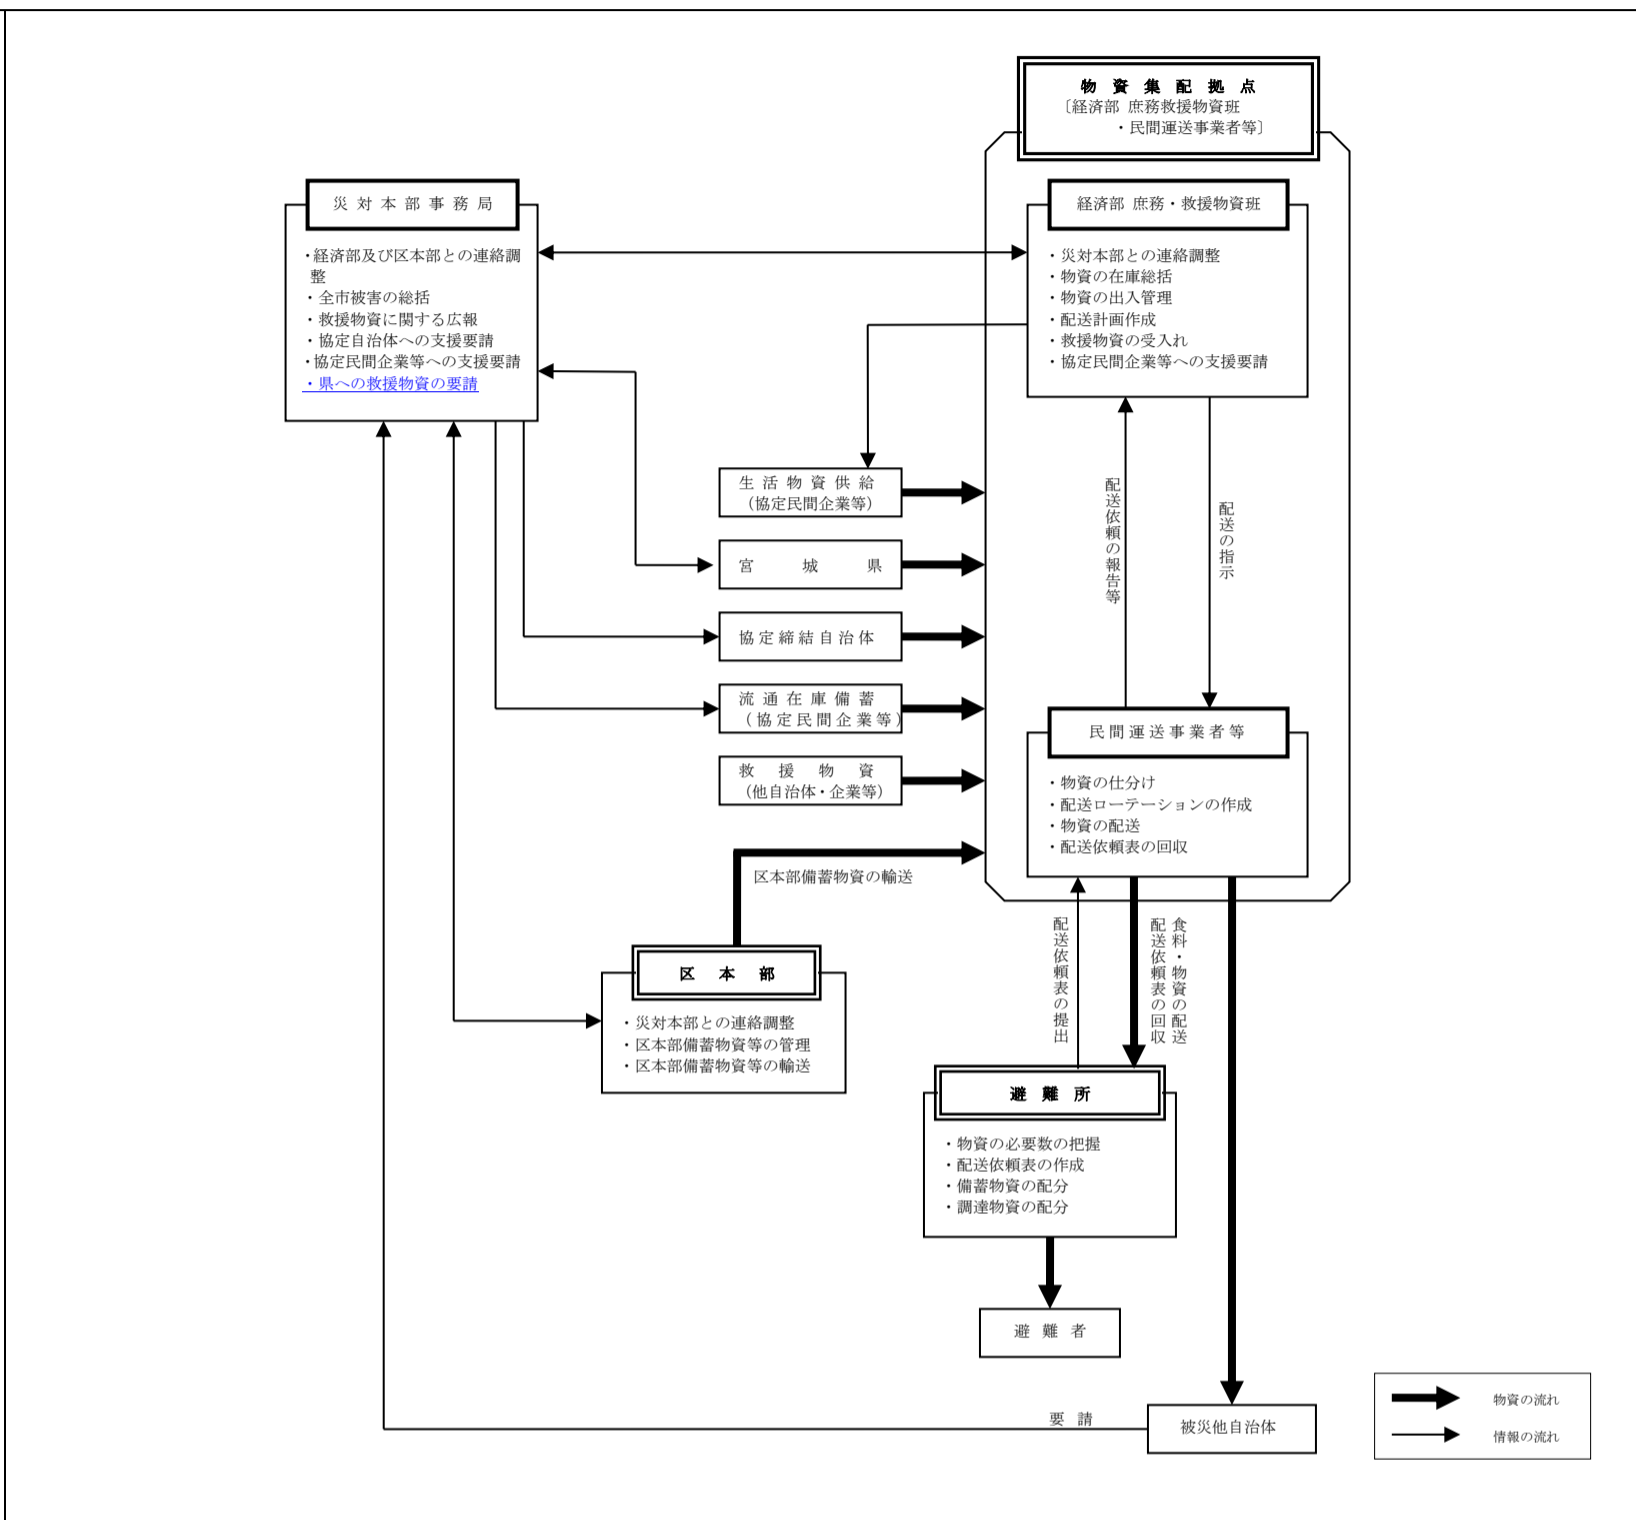 物資集配拠点
〔経済部 庶務救援物資班
・民間運送事業者等〕
災対本部事務局
・経済部及び区本部との連絡調
整
・全市被害の総括
・救援物資に関する広報
・協定自治体への支援要請
・協定民間企業等への支援要請
・県への救援物資の要請
経済部 庶務・救援物資班
・災対本部との連絡調整
・物資の在庫総括
・物資の出入管理
・配送計画作成
・救援物資の受入れ
・協定民間企業等への支援要請
生活物資供給
（協定民間企業等）
宮城県
協定締結自治体
流通在庫備蓄
（協定民間企業等）
救援物資
（他自治体・企業等）
配送依頼の報告等
配送の指示
民間運送事業者等
・物資の仕分け
・配送ローテーションの作成
・物資の配送
・配送依頼表の回収
区本部備蓄物資の輸送
区本部
・災対本部との連絡調整
・区本部備蓄物資等の管理
・区本部備蓄物資等の輸送
配送依頼表の提出
食料・物資の配送
配送依頼表の回収
避難所
・物資の必要数の把握
・配送依頼表の作成
・備蓄物資の配分
・調達物資の配分
避難者
要請
被災他自治体
物資の流れ
情報の流れ